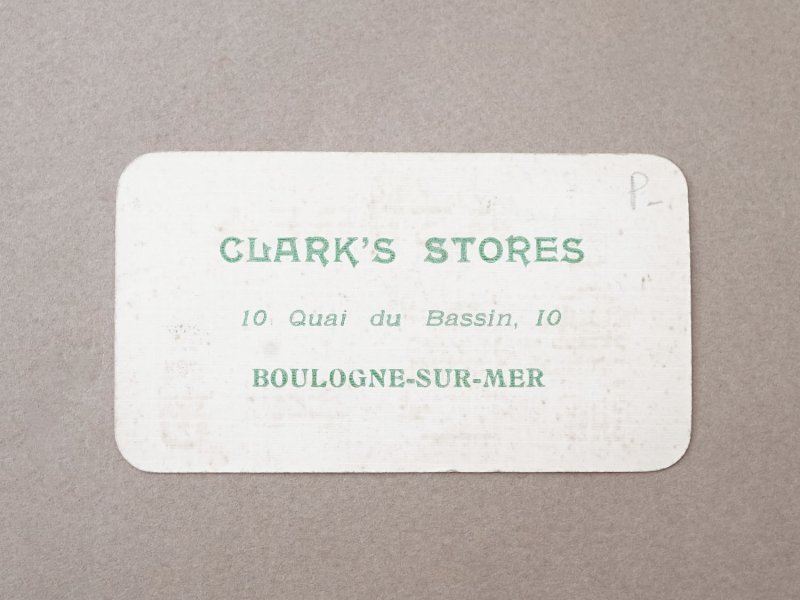 P-
CLARK'S STORES
10 Quai du Bassin, 10
BOULOGNE-SUR-MER